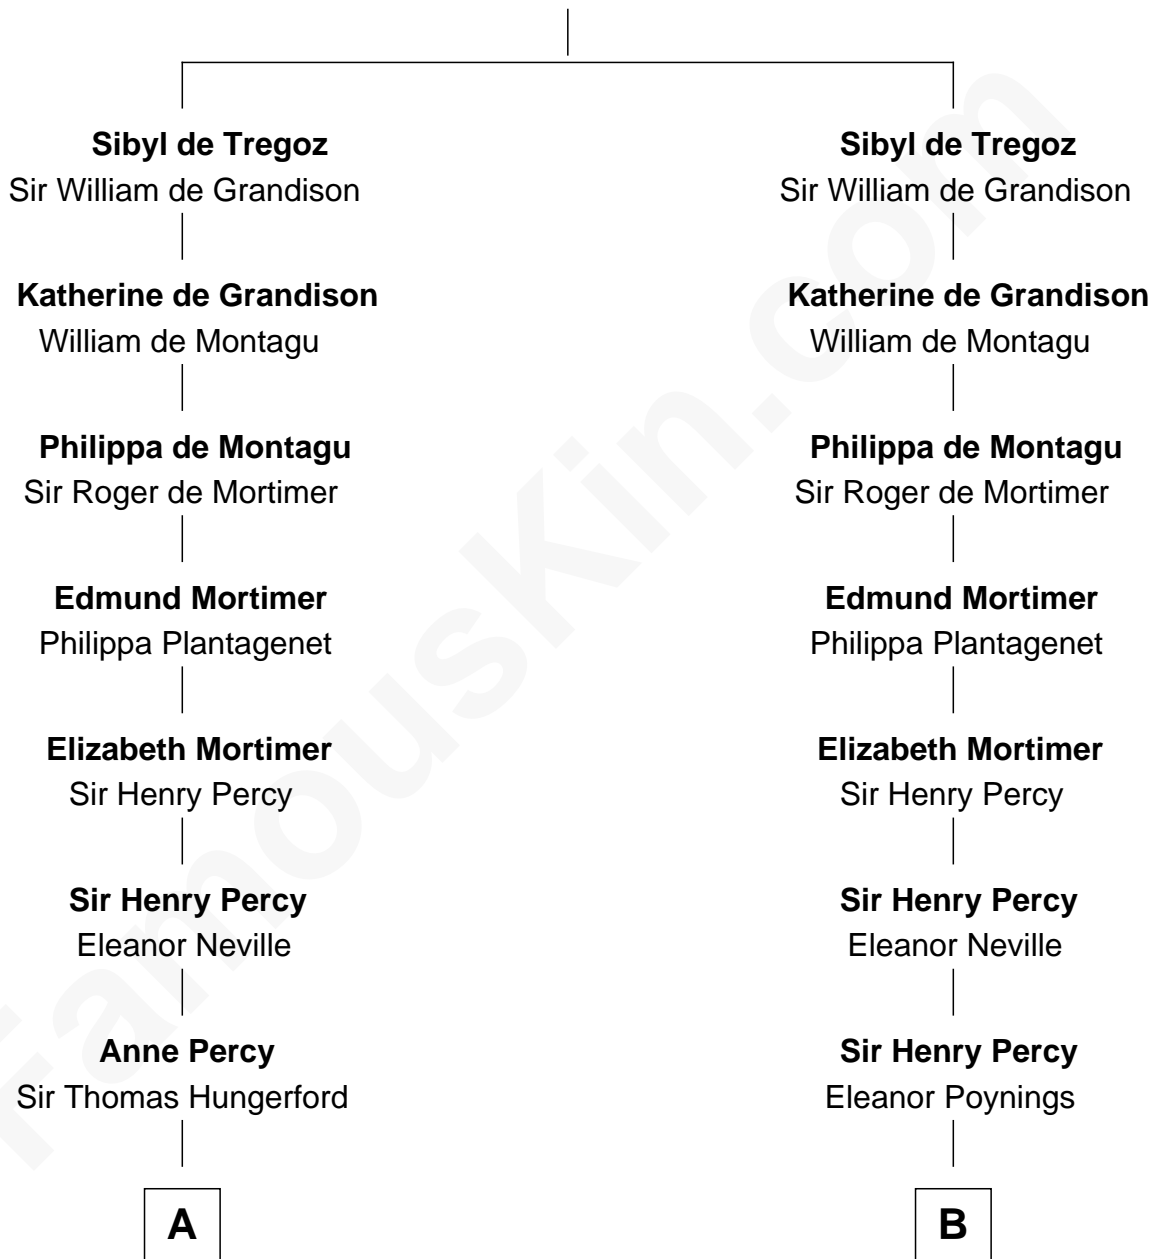 Sibyl de Tregoz
Sir William de Grandison
Katherine de Grandison
William de Montagu
Philippa de Montagu
Sir Roger de Mortimer
Edmund Mortimer
Philippa Plantagenet
Elizabeth Mortimer
Sir Henry Percy
Sir Henry Percy
Eleanor Neville
Anne Percy
Sir Thomas Hungerford
A
Sibyl de Tregoz
Sir William de Grandison
Katherine de Grandison
William de Montagu
Philippa de Montagu
Sir Roger de Mortimer
Edmund Mortimer
Philippa Plantagenet
Elizabeth Mortimer
Sir Henry Percy
Sir Henry Percy
Eleanor Neville
Sir Henry Percy
Eleanor Poynings
B
FamousKin.com